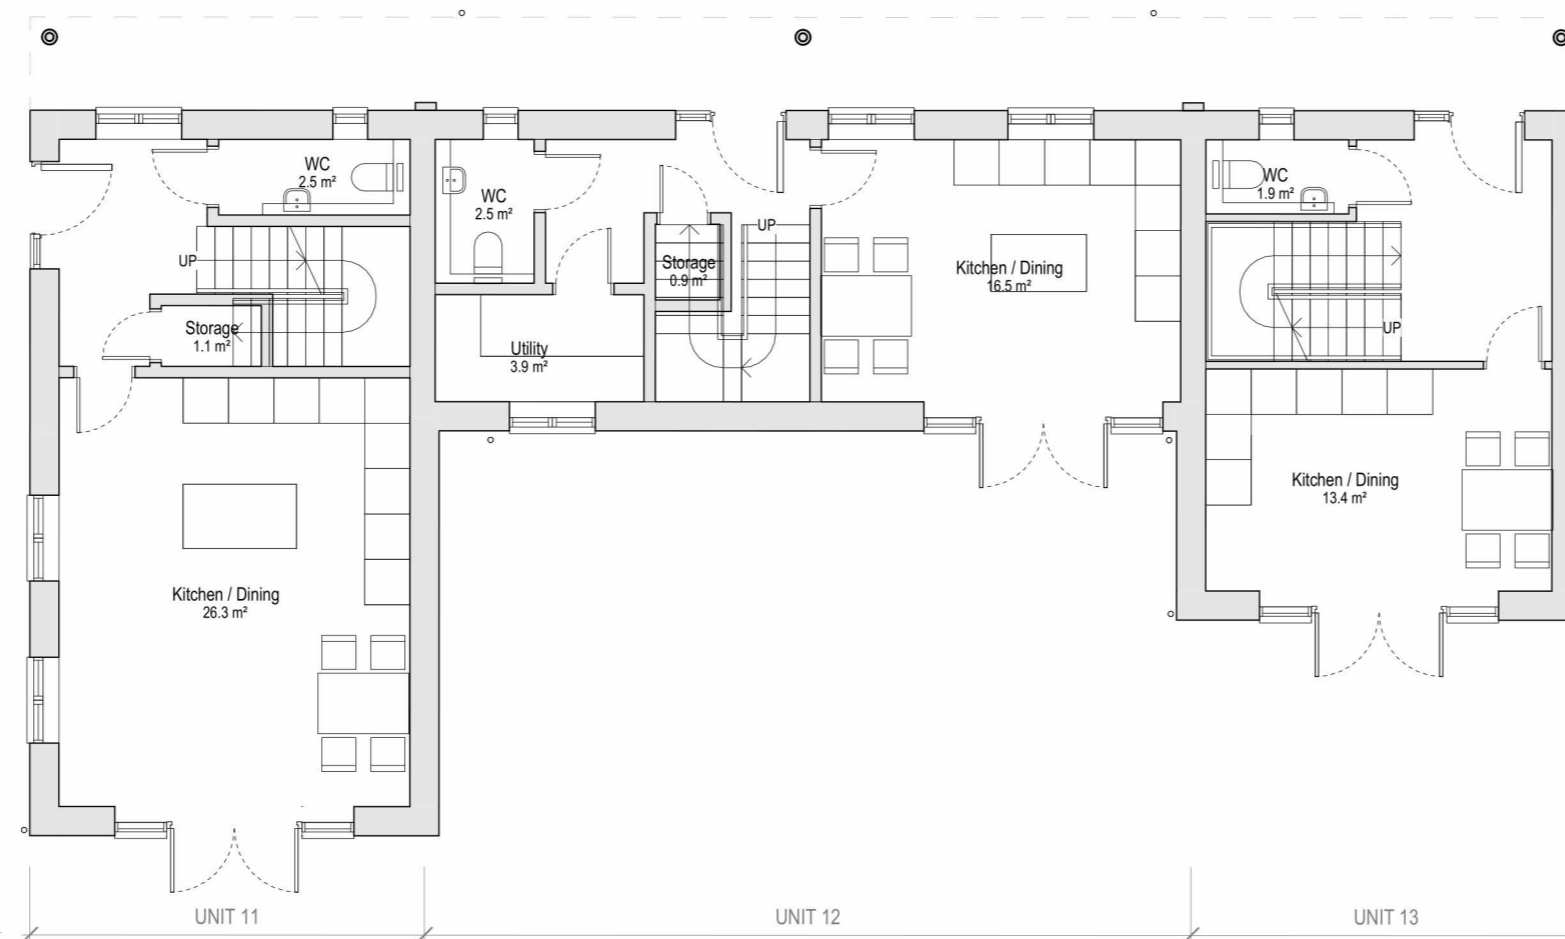 WC
2.5 m²
UP
Storage
1.1 m²
Kitchen / Dining
26.3 m²
WC
2.5 m²
UP
Storage
0.9 m²
Utility
3.9 m²
Kitchen / Dining
16.5 m²
WC
1.9 m²
UP
Kitchen / Dining
13.4 m²
UNIT 11
UNIT 12
UNIT 13